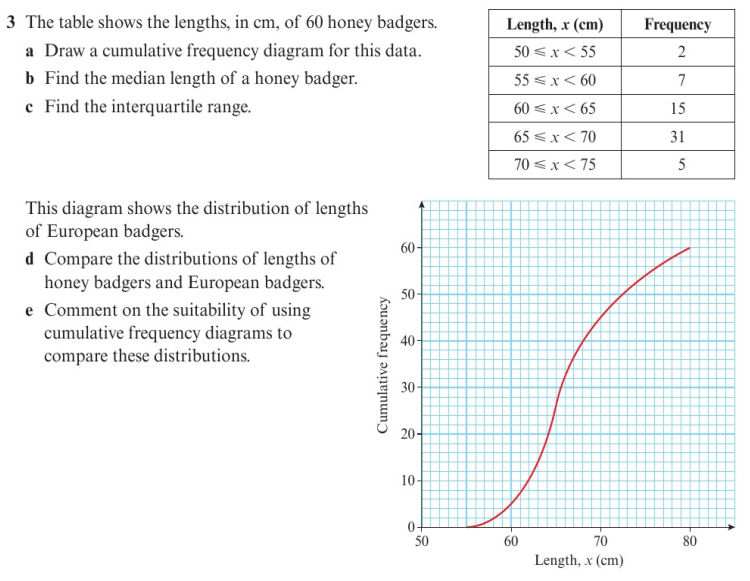 3 The table shows the lengths, in cm, of 60 honey badgers.
a Draw a cumulative frequency diagram for this data.
b Find the median length of a honey badger.
c Find the interquartile range.
Length, x (cm) Frequency
50 ⩽ x < 55 2
55 ⩽ x < 60 7
60 ⩽ x < 65 15
65 ⩽ x < 70 31
70 ⩽ x < 75 5
This diagram shows the distribution of lengths
of European badgers.
d Compare the distributions of lengths of
honey badgers and European badgers.
e Comment on the suitability of using
cumulative frequency diagrams to
compare these distributions.
Cumulative frequency
60
50
40
30
20
10
0
50 60 70 80
Length, x (cm)